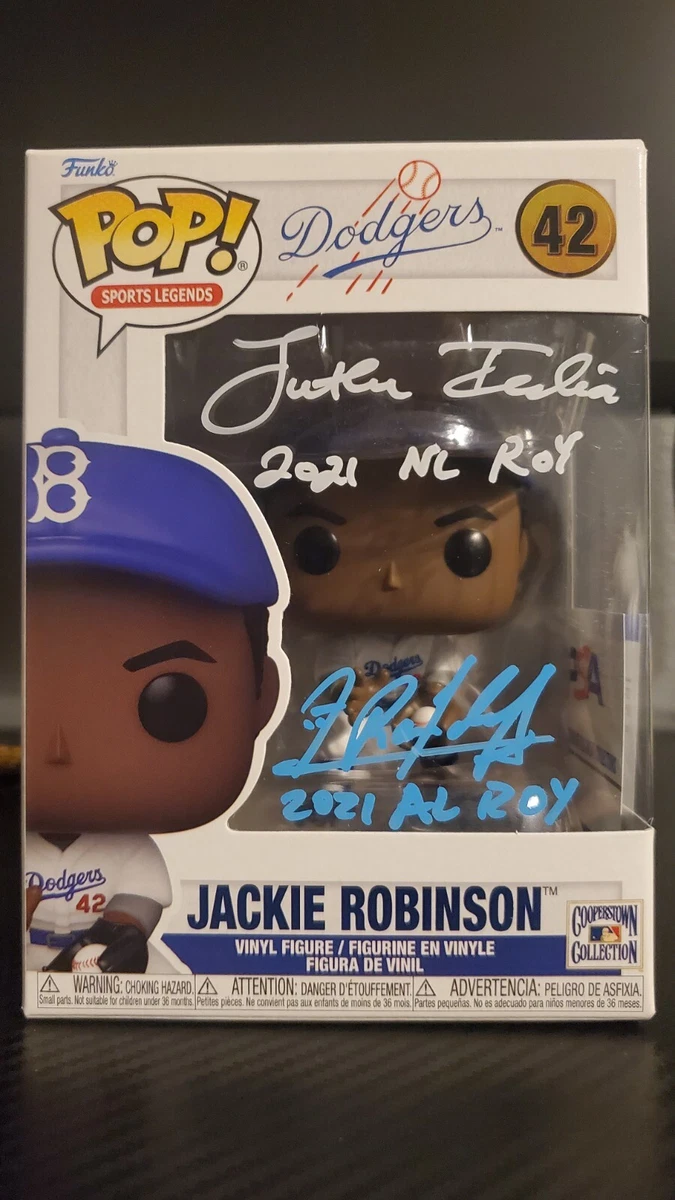 Funko
POP!®
SPORTS LEGENDS
Dodgers™
42
2021 NL ROY
B
Dodgers
2021 AL ROY
Dodgers
42
JACKIE ROBINSON™
VINYL FIGURE / FIGURINE EN VINYLE
FIGURA DE VINIL
COOPERSTOWN
COLLECTION
WARNING: CHOKING HAZARD.
Small parts. Not suitable for children under 36 months.
ATTENTION: DANGER D'ÉTOUFFEMENT.
Petites pièces. Ne convient pas aux enfants de moins de 36 mois.
ADVERTENCIA: PELIGRO DE ASFIXIA.
Partes pequeñas. No es adecuado para niños menores de 36 meses.